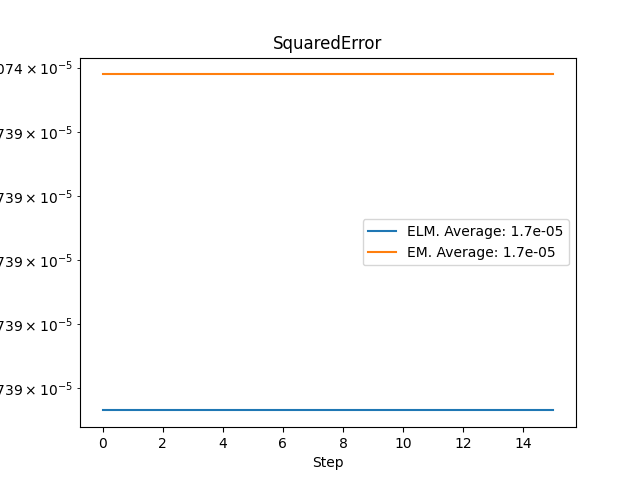 SquaredError
074 × 10⁻⁵
739 × 10⁻⁵
739 × 10⁻⁵
739 × 10⁻⁵
739 × 10⁻⁵
739 × 10⁻⁵
ELM. Average: 1.7e-05
EM. Average: 1.7e-05
0 2 4 6 8 10 12 14
Step